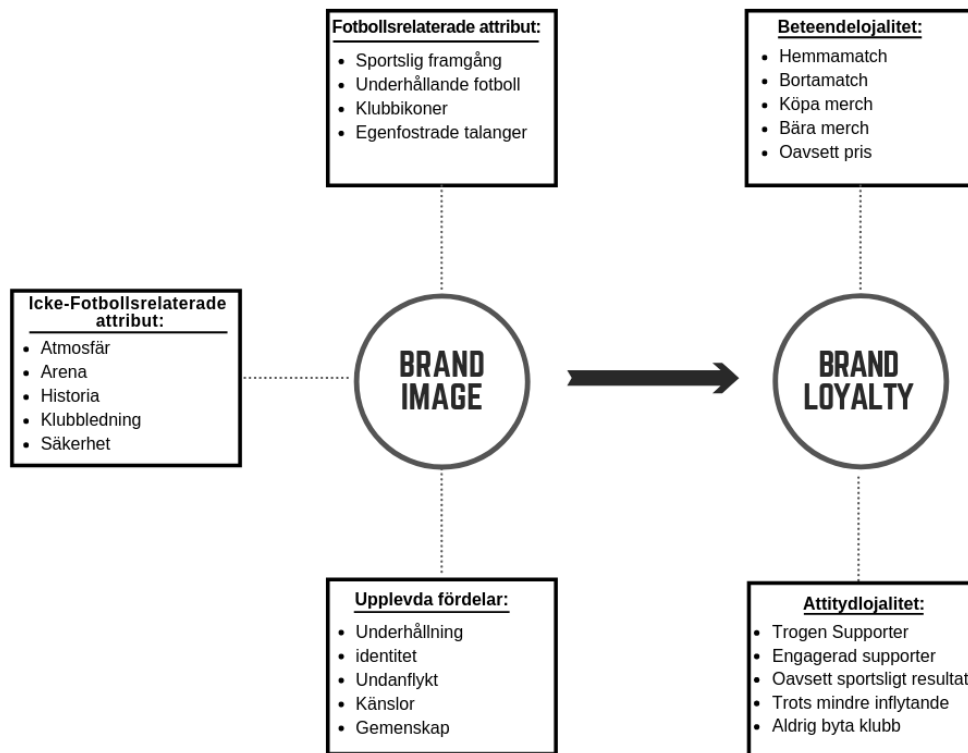 Fotbollsrelaterade attribut:
Sportslig framgång
Underhållande fotboll
Klubbikoner
Egenfostrade talanger
Beteendelojalitet:
Hemmamatch
Bortamatch
Köpa merch
Bära merch
Oavsett pris
Icke-Fotbollsrelaterade
attribut:
Atmosfär
Arena
Historia
Klubbledning
Säkerhet
BRAND
IMAGE
BRAND
LOYALTY
Upplevda fördelar:
Underhållning
identitet
Undanflykt
Känslor
Gemenskap
Attitydlojalitet:
Trogen Supporter
Engagerad supporter
Oavsett sportsligt resultat
Trots mindre inflytande
Aldrig byta klubb